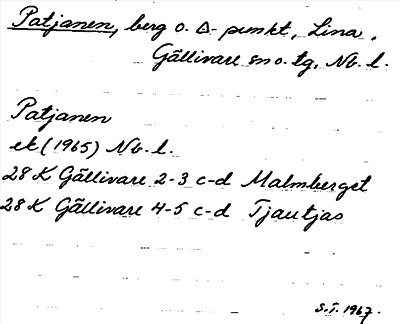 Patjanen, berg o. Δ-punkt, Lina,
Gällivare sn o. tg, Nb. l.
Patjanen
ek (1965) Nb. l.
28 K Gällivare 2-3 c-d Malmberget
28 K Gällivare 4-5 c-d Tjautjas
S.I. 1967.